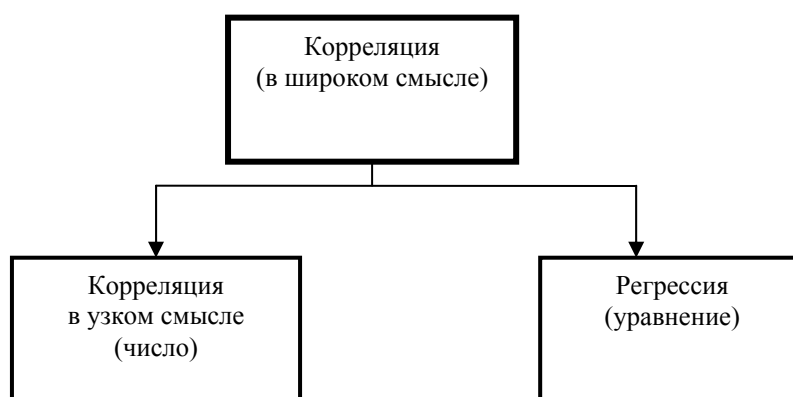 Корреляция
(в широком смысле)
Корреляция
в узком смысле
(число)
Регрессия
(уравнение)